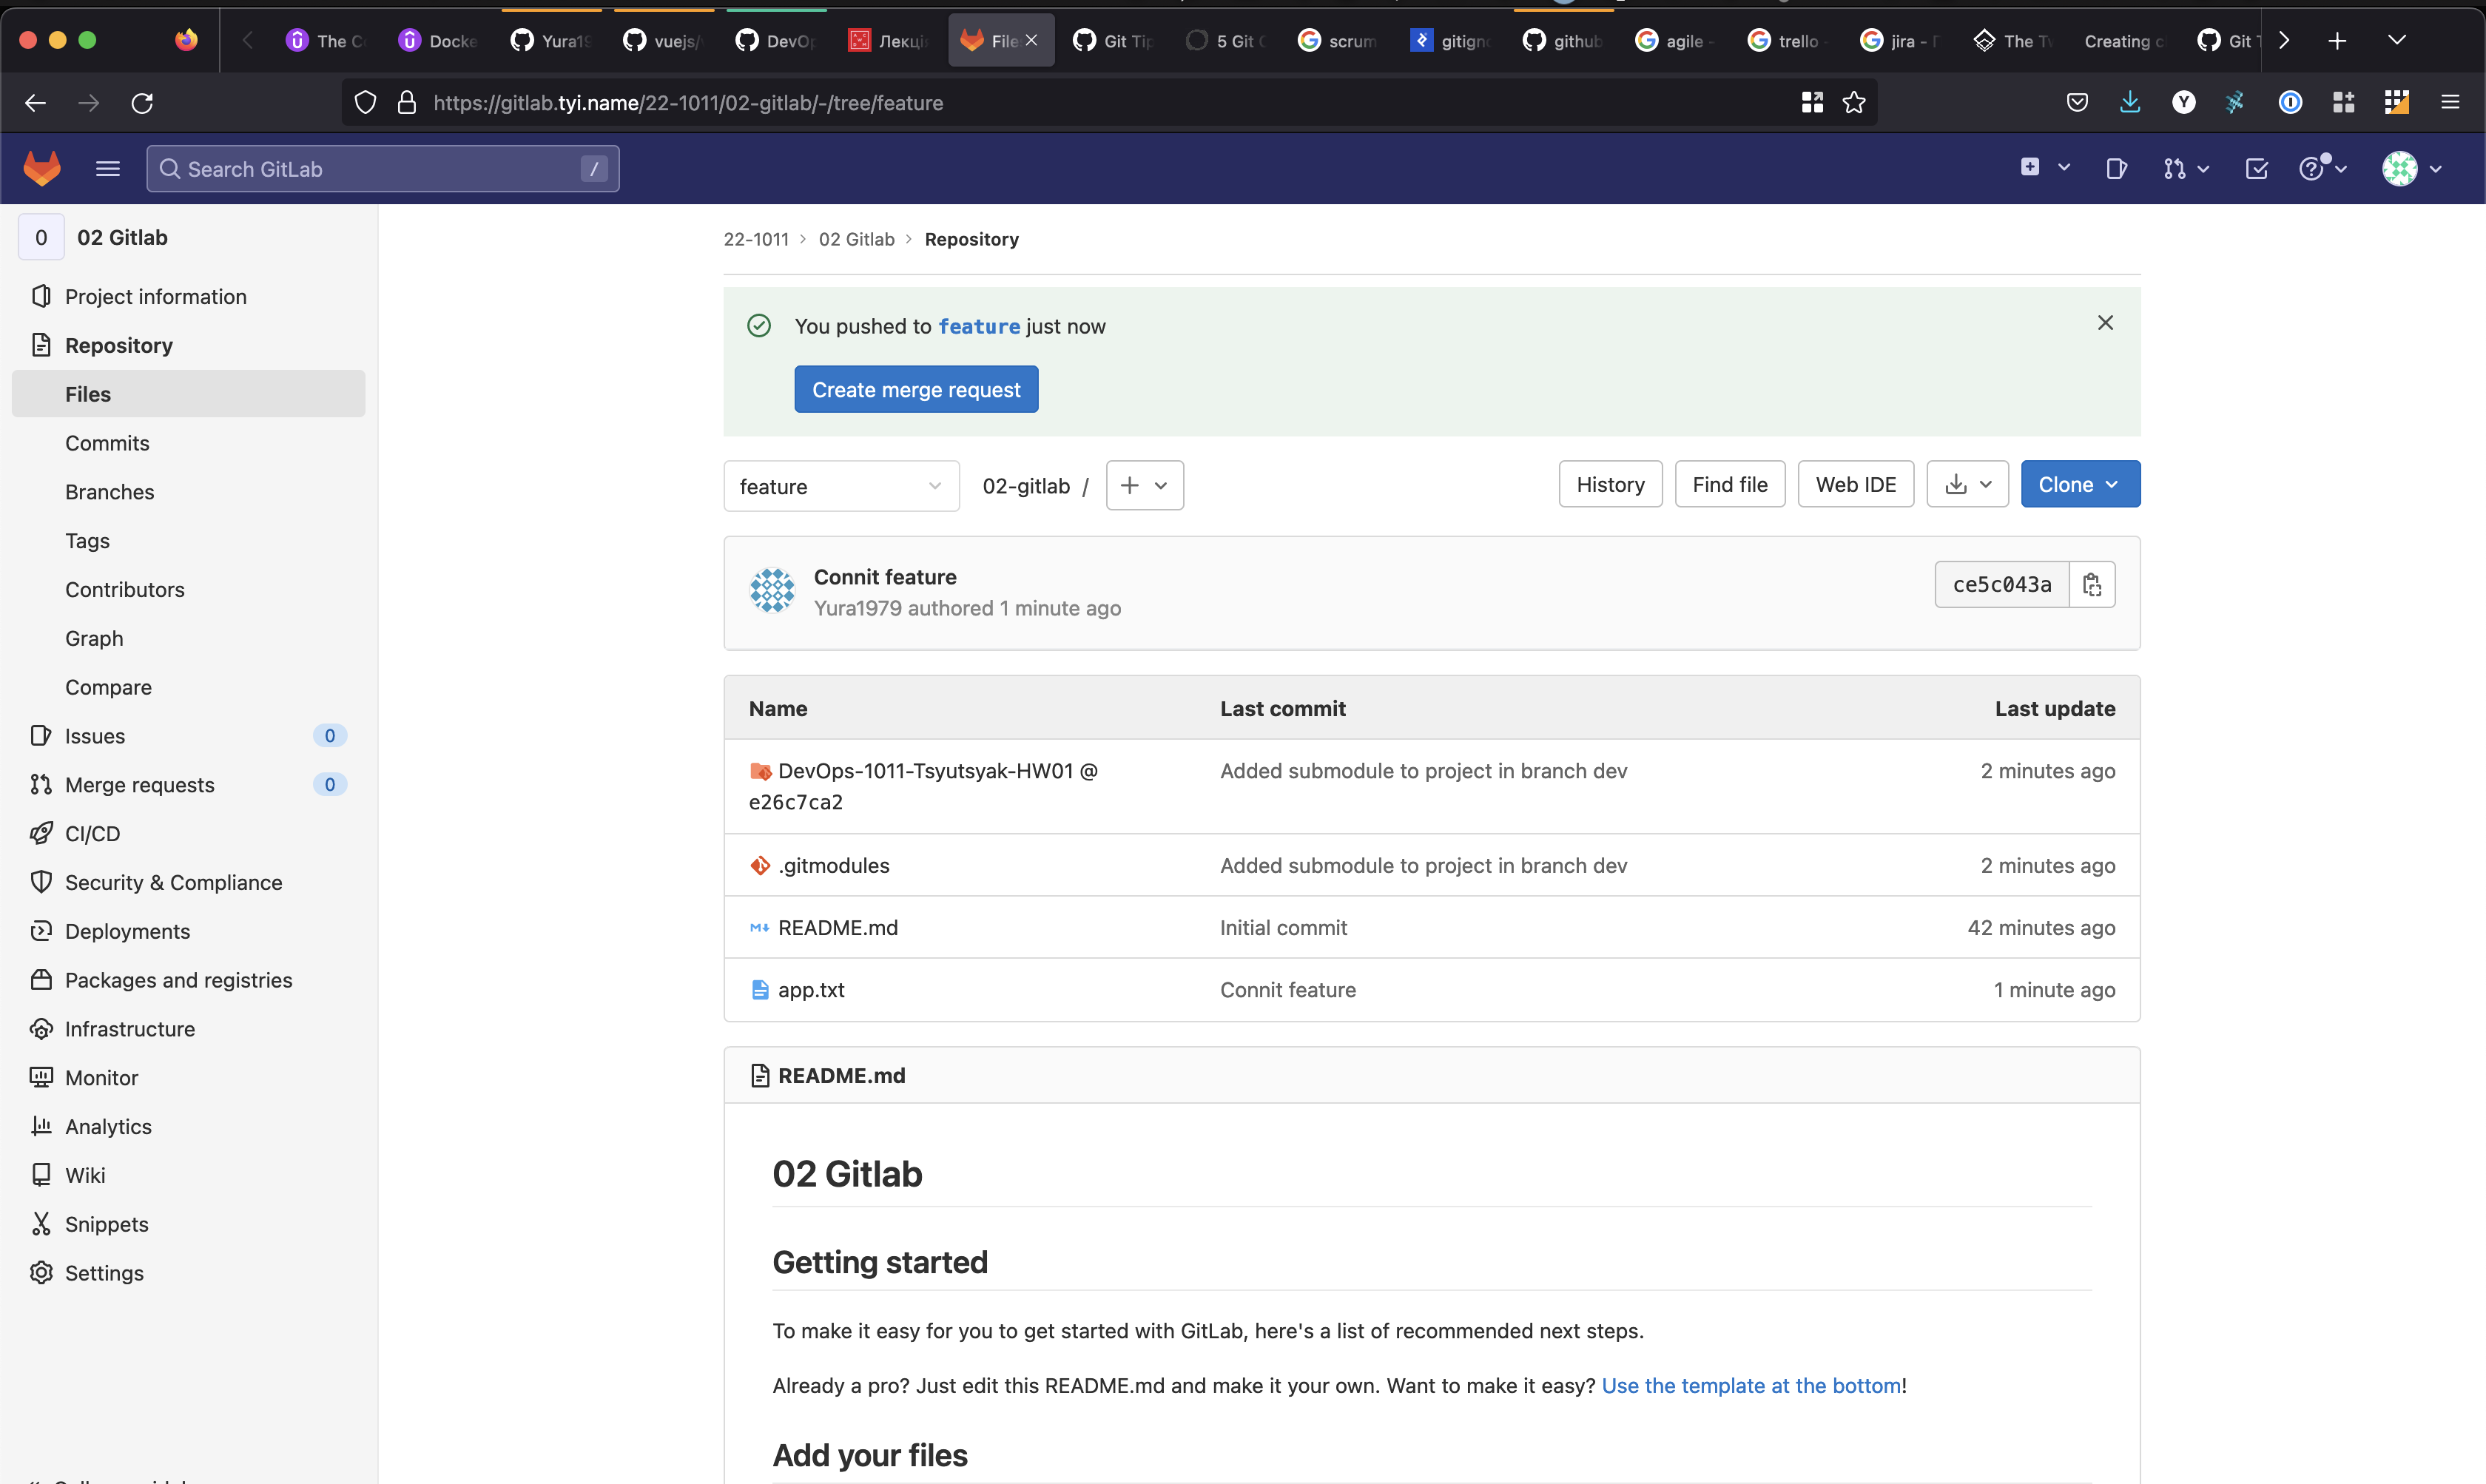 The C
Docke
Yura19
vuejs/
DevOp
Лекці
File
Git Tip
5 Git
scrum
gitign
github
agile -
trello
jira -
The Tw
Creating c
Git
https://gitlab.tyi.name/22-1011/02-gitlab/-/tree/feature
Search GitLab /
0 02 Gitlab
Project information
Repository
Files
Commits
Branches
Tags
Contributors
Graph
Compare
Issues 0
Merge requests 0
CI/CD
Security & Compliance
Deployments
Packages and registries
Infrastructure
Monitor
Analytics
Wiki
Snippets
Settings
22-1011 > 02 Gitlab > Repository
You pushed to feature just now
Create merge request
feature 02-gitlab / + History Find file Web IDE Clone
Connit feature
Yura1979 authored 1 minute ago
ce5c043a
Name Last commit Last update
DevOps-1011-Tsyutsyak-HW01 @ Added submodule to project in branch dev 2 minutes ago
e26c7ca2
.gitmodules Added submodule to project in branch dev 2 minutes ago
README.md Initial commit 42 minutes ago
app.txt Connit feature 1 minute ago
README.md
02 Gitlab
Getting started
To make it easy for you to get started with GitLab, here's a list of recommended next steps.
Already a pro? Just edit this README.md and make it your own. Want to make it easy? Use the template at the bottom!
Add your files